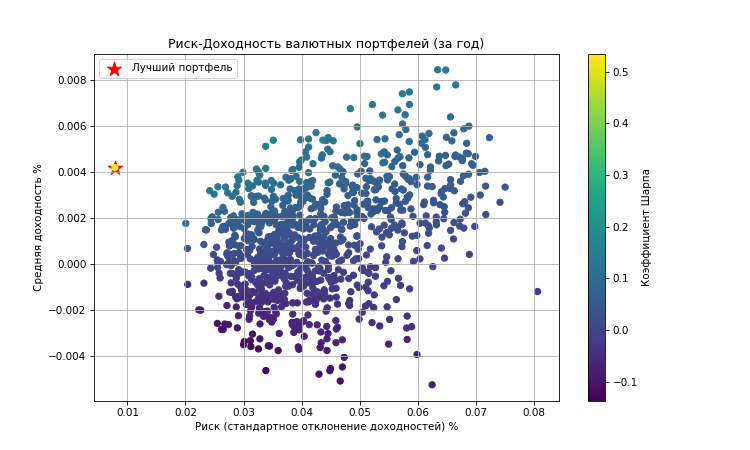 Риск-Доходность валютных портфелей (за год)
Лучший портфель
Средняя доходность %
0.008
0.006
0.004
0.002
0.000
−0.002
−0.004
0.01 0.02 0.03 0.04 0.05 0.06 0.07 0.08
Риск (стандартное отклонение доходностей) %
0.5
0.4
0.3
0.2
0.1
0.0
−0.1
Коэффициент Шарпа